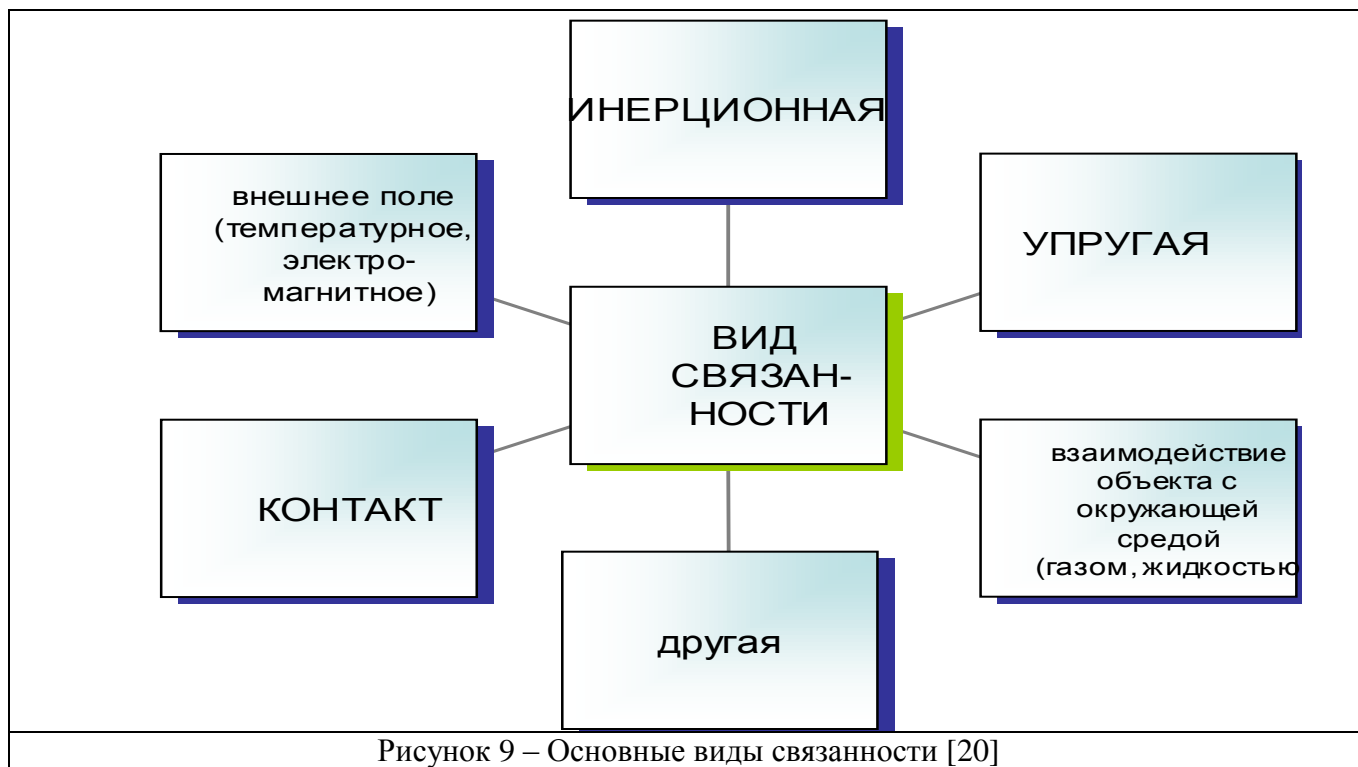 ИНЕРЦИОННАЯ
внешнее поле
(температурное,
электро-
магнитное)
УПРУГАЯ
ВИД
СВЯЗАН-
НОСТИ
КОНТАКТ
взаимодействие
объекта с
окружающей
средой
(газом, жидкостью
другая
Рисунок 9 – Основные виды связанности [20]